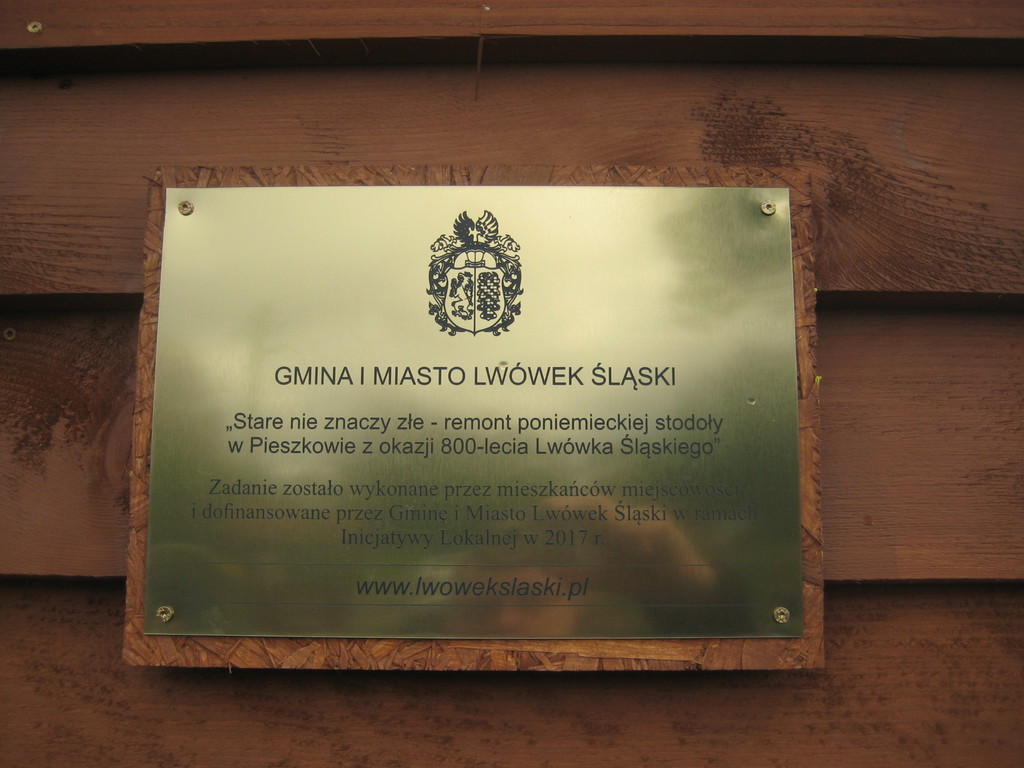 GMINA I MIASTO LWÓWEK ŚLĄSKI
„Stare nie znaczy złe - remont poniemieckiej stodoły
w Pieszkowie z okazji 800-lecia Lwówka Śląskiego”
Zadanie zostało wykonane przez mieszkańców miejscowości
i dofinansowane przez Gminę i Miasto Lwówek Śląski w ramach
Inicjatywy Lokalnej w 2017 r.
www.lwowekslaski.pl